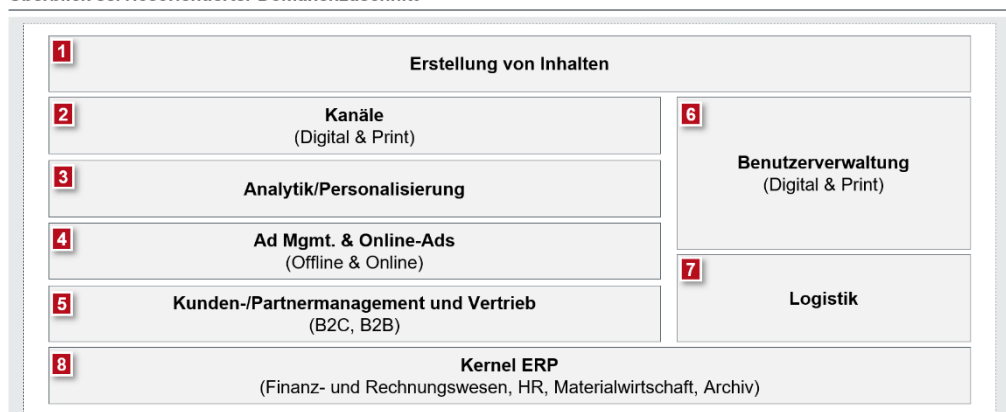 1
Erstellung von Inhalten
2
Kanäle
(Digital & Print)
3
Analytik/Personalisierung
4
Ad Mgmt. & Online-Ads
(Offline & Online)
5
Kunden-/Partnermanagement und Vertrieb
(B2C, B2B)
6
Benutzerverwaltung
(Digital & Print)
7
Logistik
8
Kernel ERP
(Finanz- und Rechnungswesen, HR, Materialwirtschaft, Archiv)